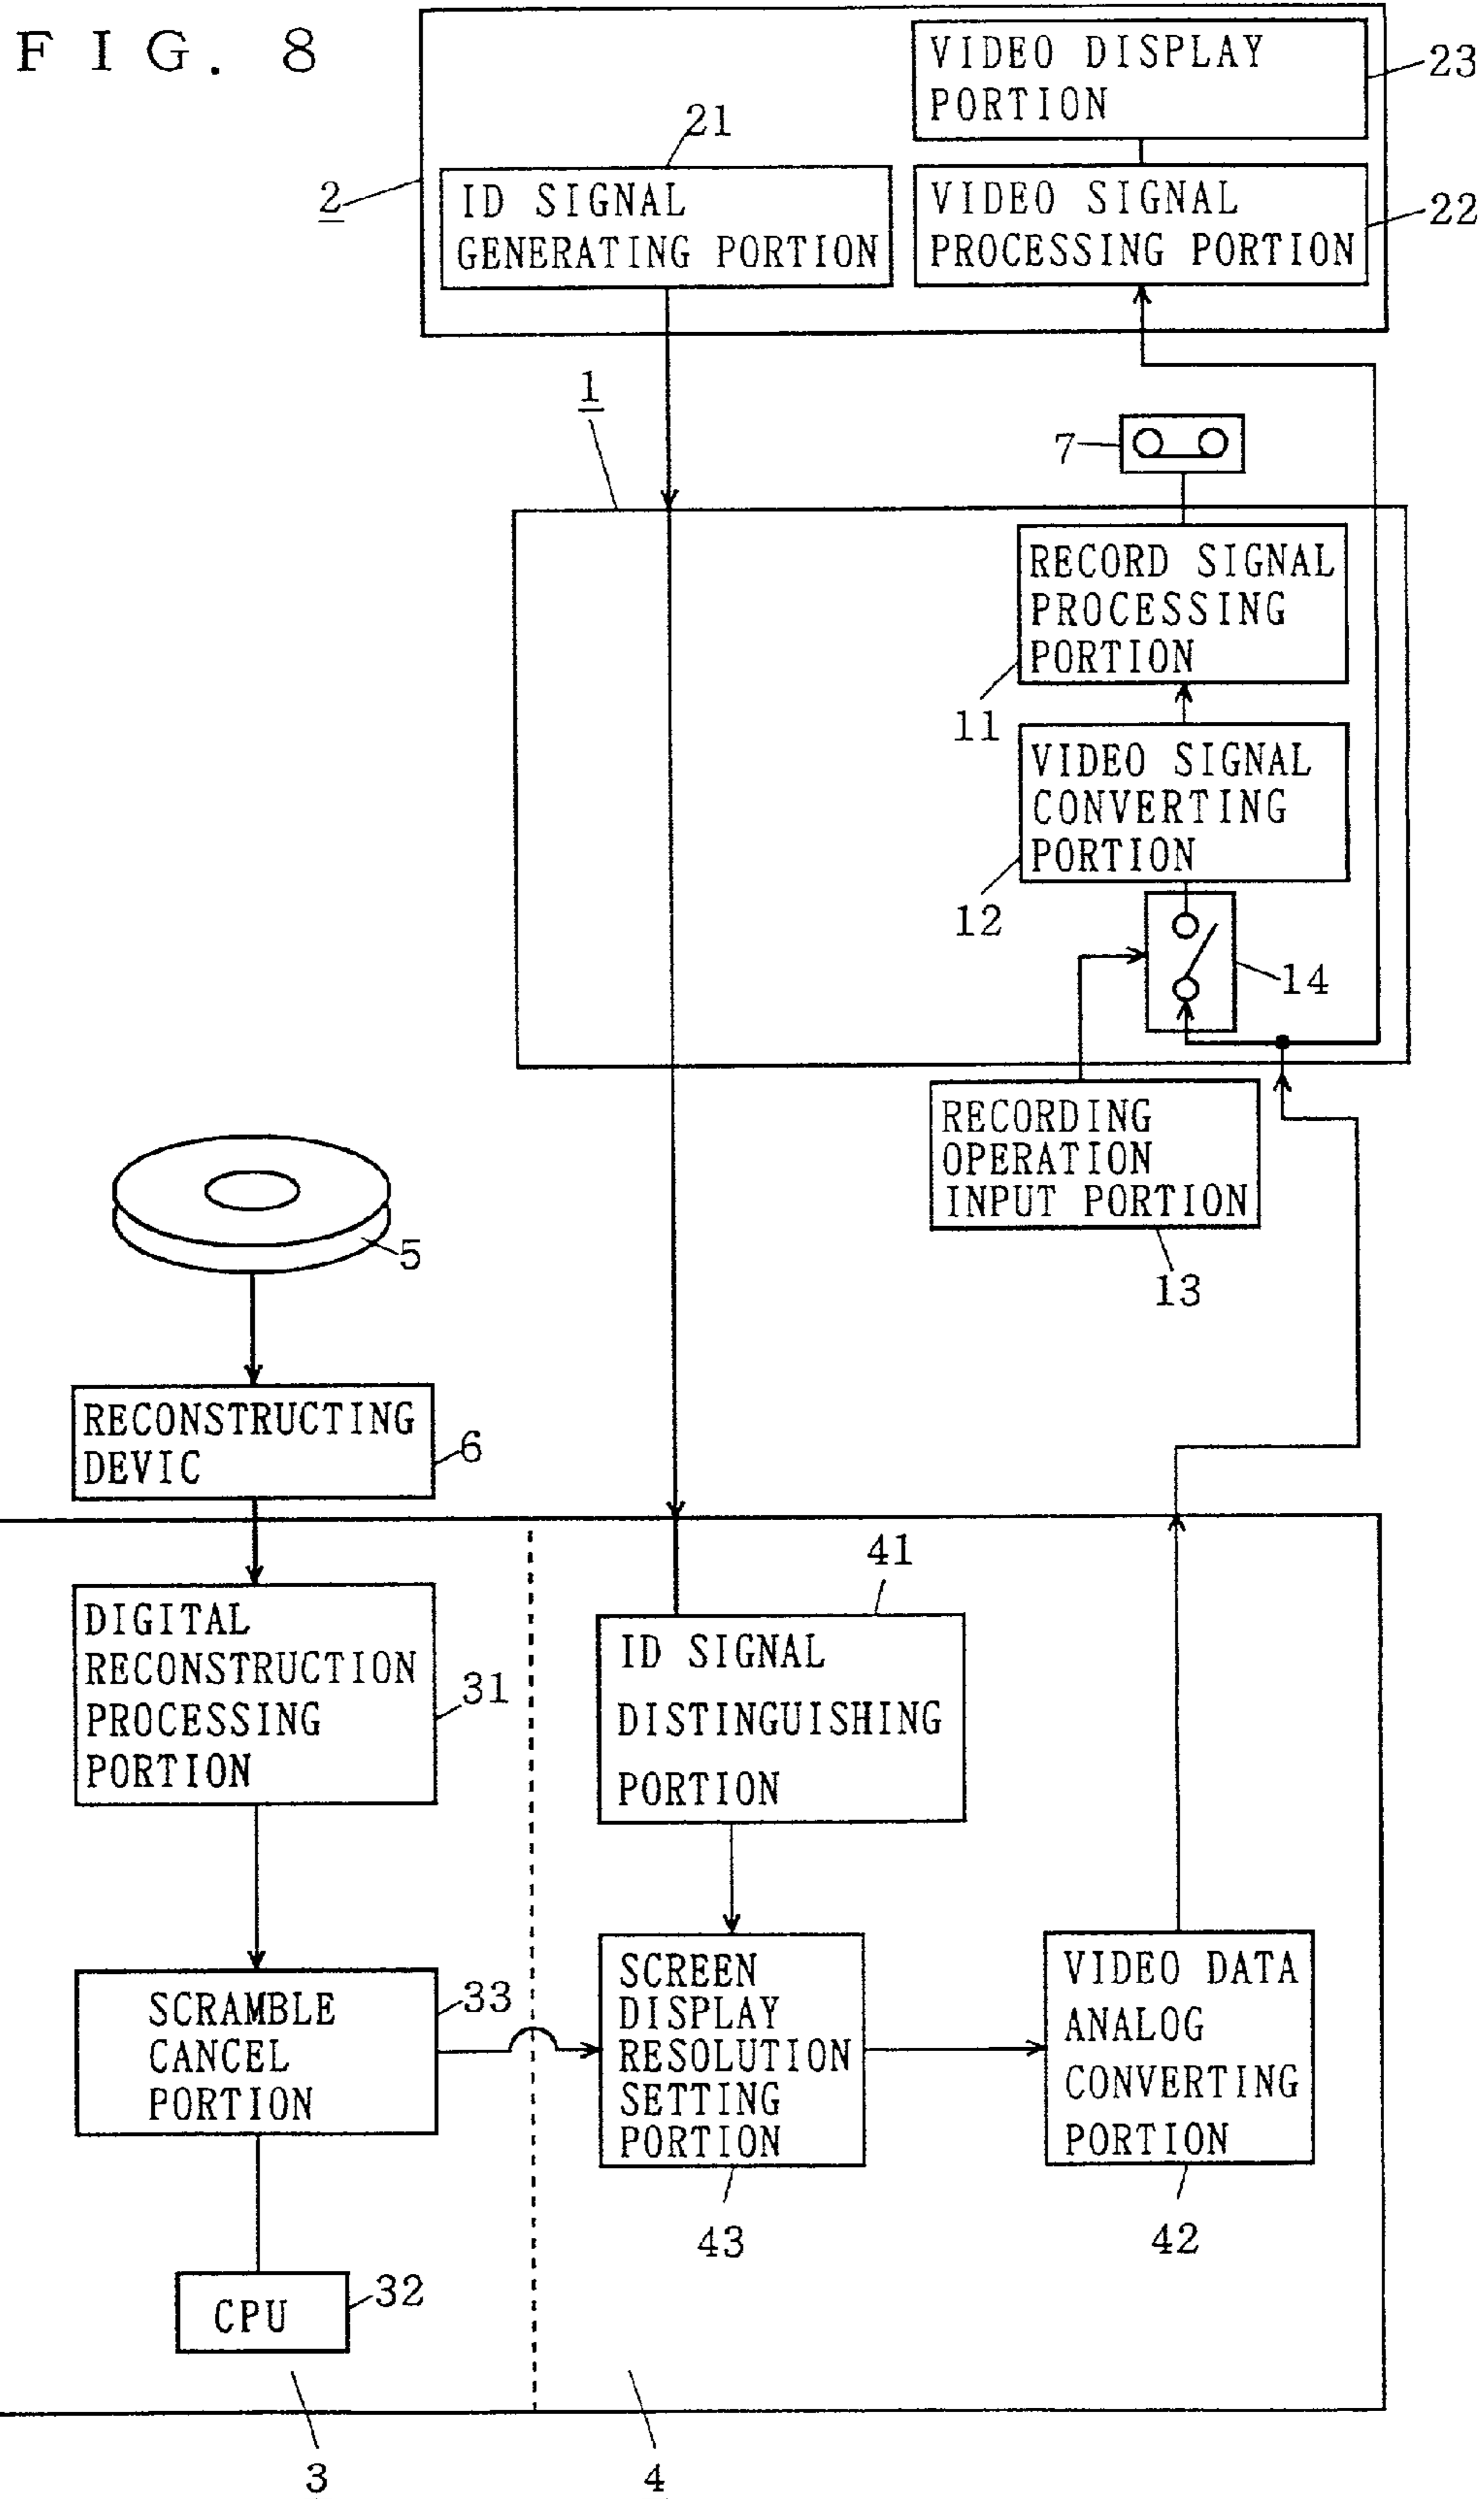 FIG. 8
VIDEO DISPLAY
PORTION
23
21
2
ID SIGNAL
GENERATING PORTION
VIDEO SIGNAL
PROCESSING PORTION
22
1
7
RECORD SIGNAL
PROCESSING
PORTION
11
VIDEO SIGNAL
CONVERTING
PORTION
12
14
RECORDING
OPERATION
INPUT PORTION
13
5
RECONSTRUCTING
DEVIC
6
41
DIGITAL
RECONSTRUCTION
PROCESSING
PORTION
31
ID SIGNAL
DISTINGUISHING
PORTION
SCRAMBLE
CANCEL
PORTION
33
SCREEN
DISPLAY
RESOLUTION
SETTING
PORTION
43
VIDEO DATA
ANALOG
CONVERTING
PORTION
42
CPU
32
3
4